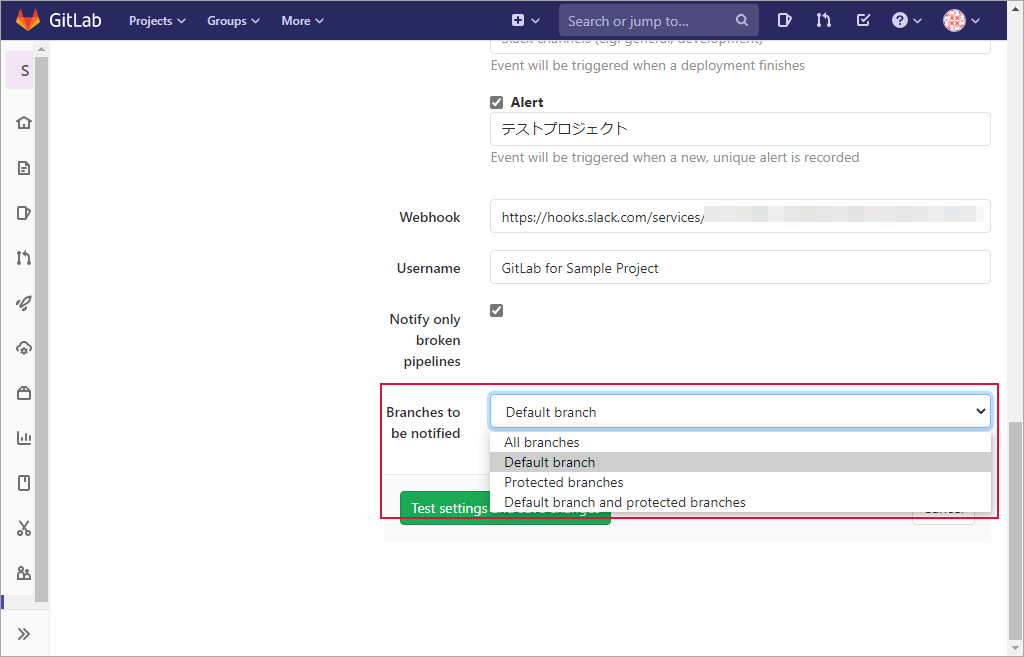 GitLab Projects Groups More Search or jump to...
S
Slack channels (e.g. general, development)
Event will be triggered when a deployment finishes
Alert
テストプロジェクト
Event will be triggered when a new, unique alert is recorded
Webhook https://hooks.slack.com/services/
Username GitLab for Sample Project
Notify only
broken
pipelines
Branches to
be notified
Default branch
All branches
Default branch
Protected branches
Default branch and protected branches
Test settings